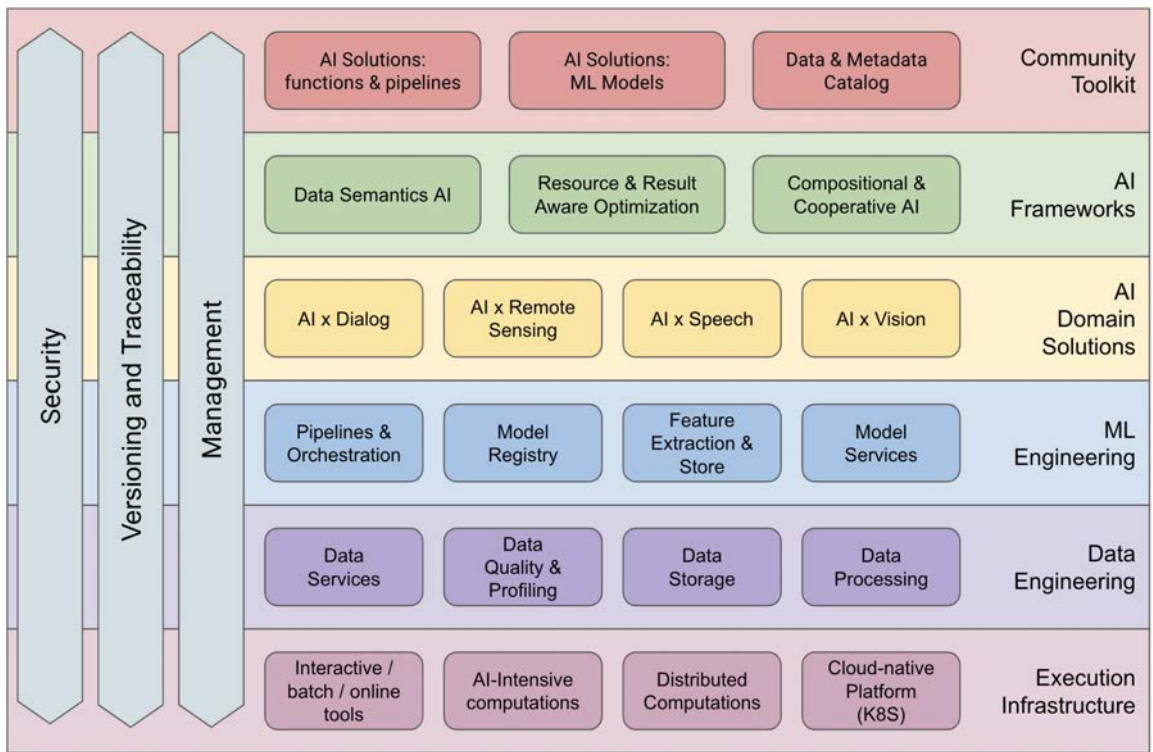 Security
Versioning and Traceability
Management
AI Solutions:
functions & pipelines
AI Solutions:
ML Models
Data & Metadata
Catalog
Community
Toolkit
Data Semantics AI
Resource & Result
Aware Optimization
Compositional &
Cooperative AI
AI
Frameworks
AI x Dialog
AI x Remote
Sensing
AI x Speech
AI x Vision
AI
Domain
Solutions
Pipelines &
Orchestration
Model
Registry
Feature
Extraction &
Store
Model
Services
ML
Engineering
Data
Services
Data
Quality &
Profiling
Data
Storage
Data
Processing
Data
Engineering
Interactive /
batch / online
tools
AI-Intensive
computations
Distributed
Computations
Cloud-native
Platform
(K8S)
Execution
Infrastructure